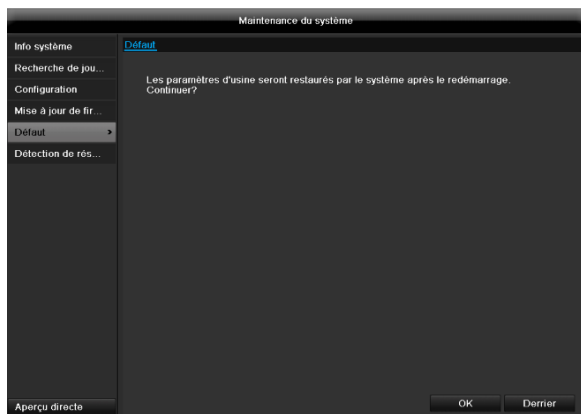 Maintenance du système
Info système
Recherche de jou...
Configuration
Mise à jour de fir...
Défaut
Détection de rés...
Aperçu directe
Défaut
Les paramètres d'usine seront restaurés par le système après le redémarrage.
Continuer?
OK
Derrier